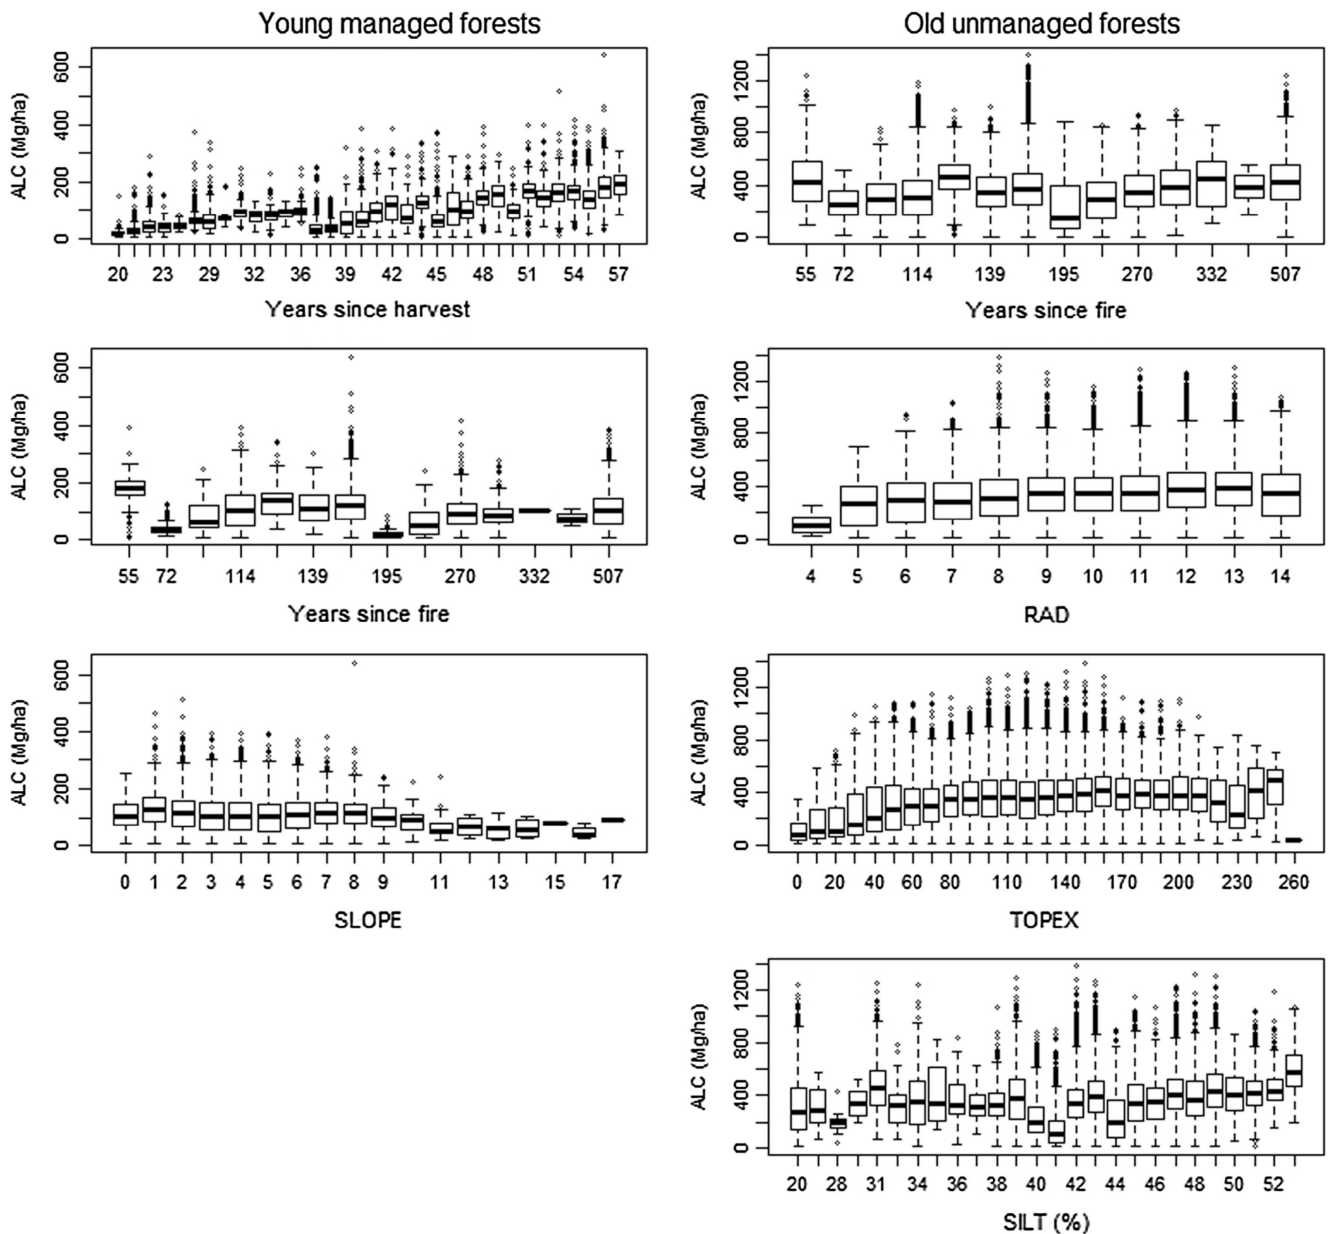 Young managed forests
Old unmanaged forests
ALC (Mg/ha)
0 200 400 600
20 23 29 32 36 39 42 45 48 51 54 57
Years since harvest
ALC (Mg/ha)
0 400 800 1200
55 72 114 139 195 270 332 507
Years since fire
ALC (Mg/ha)
0 200 400 600
55 72 114 139 195 270 332 507
Years since fire
ALC (Mg/ha)
0 400 800 1200
4 5 6 7 8 9 10 11 12 13 14
RAD
ALC (Mg/ha)
0 200 400 600
0 1 2 3 4 5 6 7 8 9 11 13 15 17
SLOPE
ALC (Mg/ha)
0 400 800 1200
0 20 40 60 80 110 140 170 200 230 260
TOPEX
ALC (Mg/ha)
0 400 800 1200
20 28 31 34 36 38 40 42 44 46 48 50 52
SILT (%)